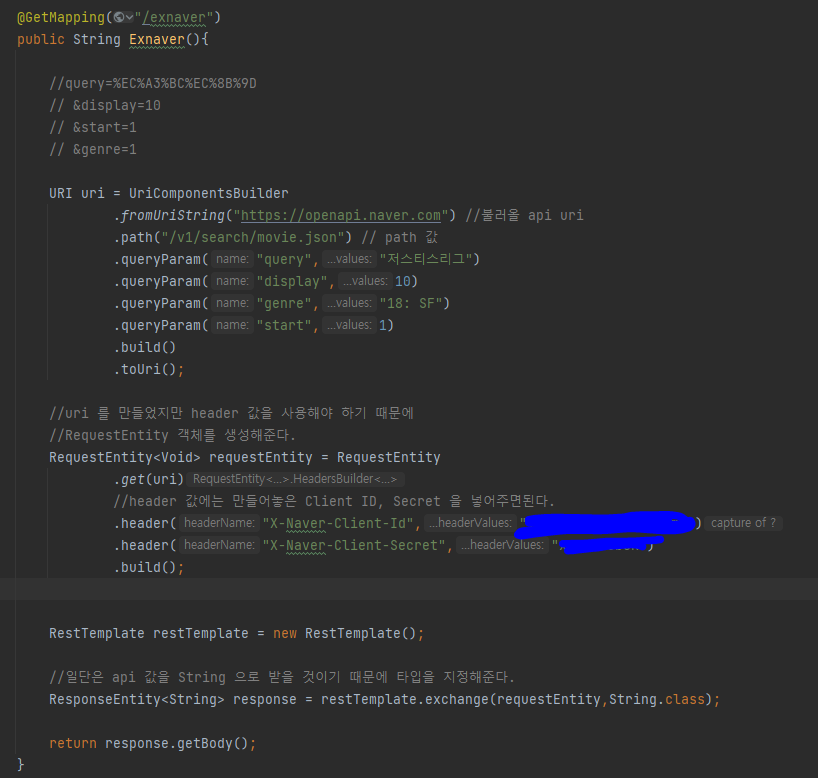 @GetMapping("/exnaver")
public String Exnaver(){
//query=%EC%A3%BC%EC%8B%9D
// &display=10
// &start=1
// &genre=1
URI uri = UriComponentsBuilder
.fromUriString("https://openapi.naver.com") //불러올 api uri
.path("/v1/search/movie.json") // path 값
.queryParam( name: "query", ...values: "저스티스리그")
.queryParam( name: "display", ...values: 10)
.queryParam( name: "genre", ...values: "18: SF")
.queryParam( name: "start", ...values: 1)
.build()
.toUri();
//uri 를 만들었지만 header 값을 사용해야 하기 때문에
//RequestEntity 객체를 생성해준다.
RequestEntity<Void> requestEntity = RequestEntity
.get(uri) RequestEntity<...>.HeadersBuilder<...>
//header 값에는 만들어놓은 Client ID, Secret 을 넣어주면된다.
.header( headerName: "X-Naver-Client-Id", ...headerValues: " ) capture of ?
.header( headerName: "X-Naver-Client-Secret", ...headerValues: " )
.build();
RestTemplate restTemplate = new RestTemplate();
//일단은 api 값을 String 으로 받을 것이기 때문에 타입을 지정해준다.
ResponseEntity<String> response = restTemplate.exchange(requestEntity,String.class);
return response.getBody();
}